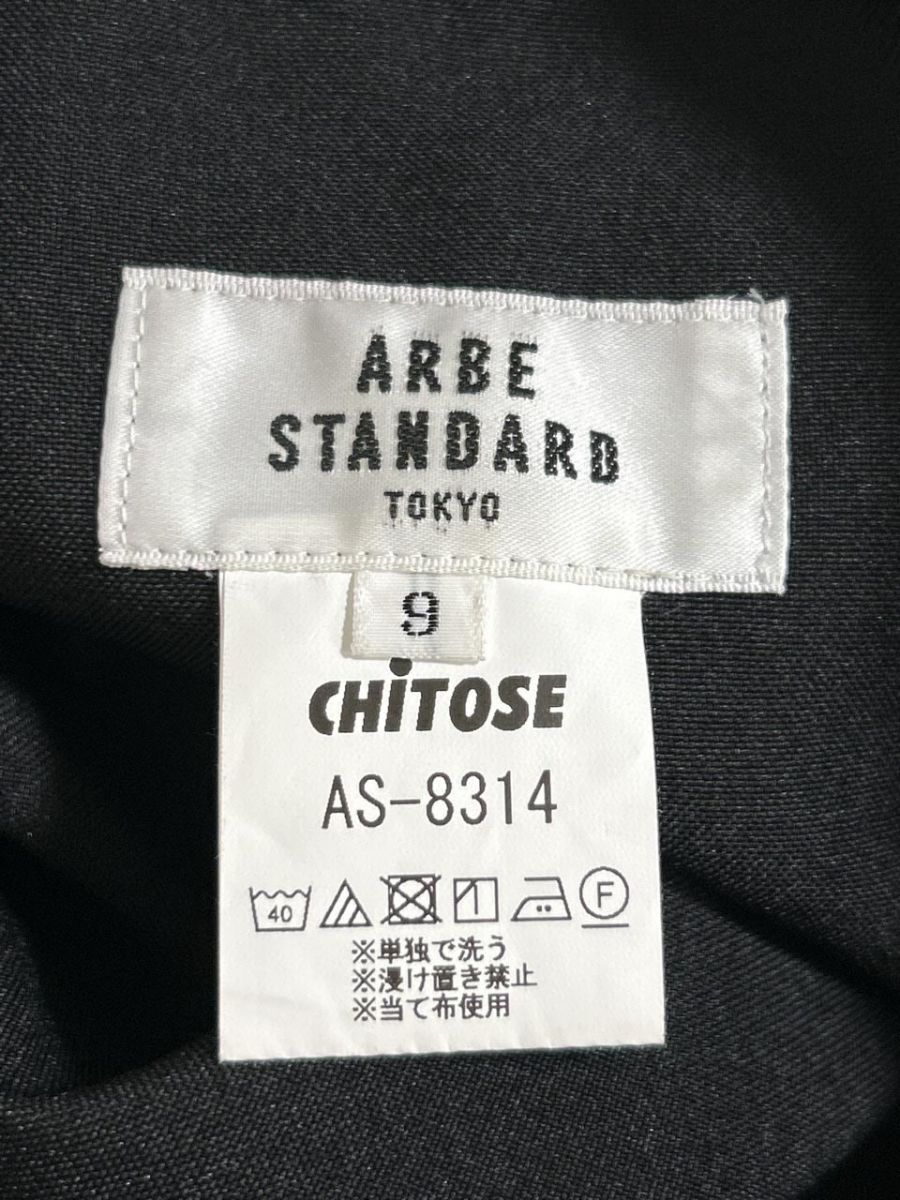 ARBE
STANDARD
TOKYO
9
CHiTOSE
AS-8314
40
F
※単独で洗う
※浸け置き禁止
※当て布使用